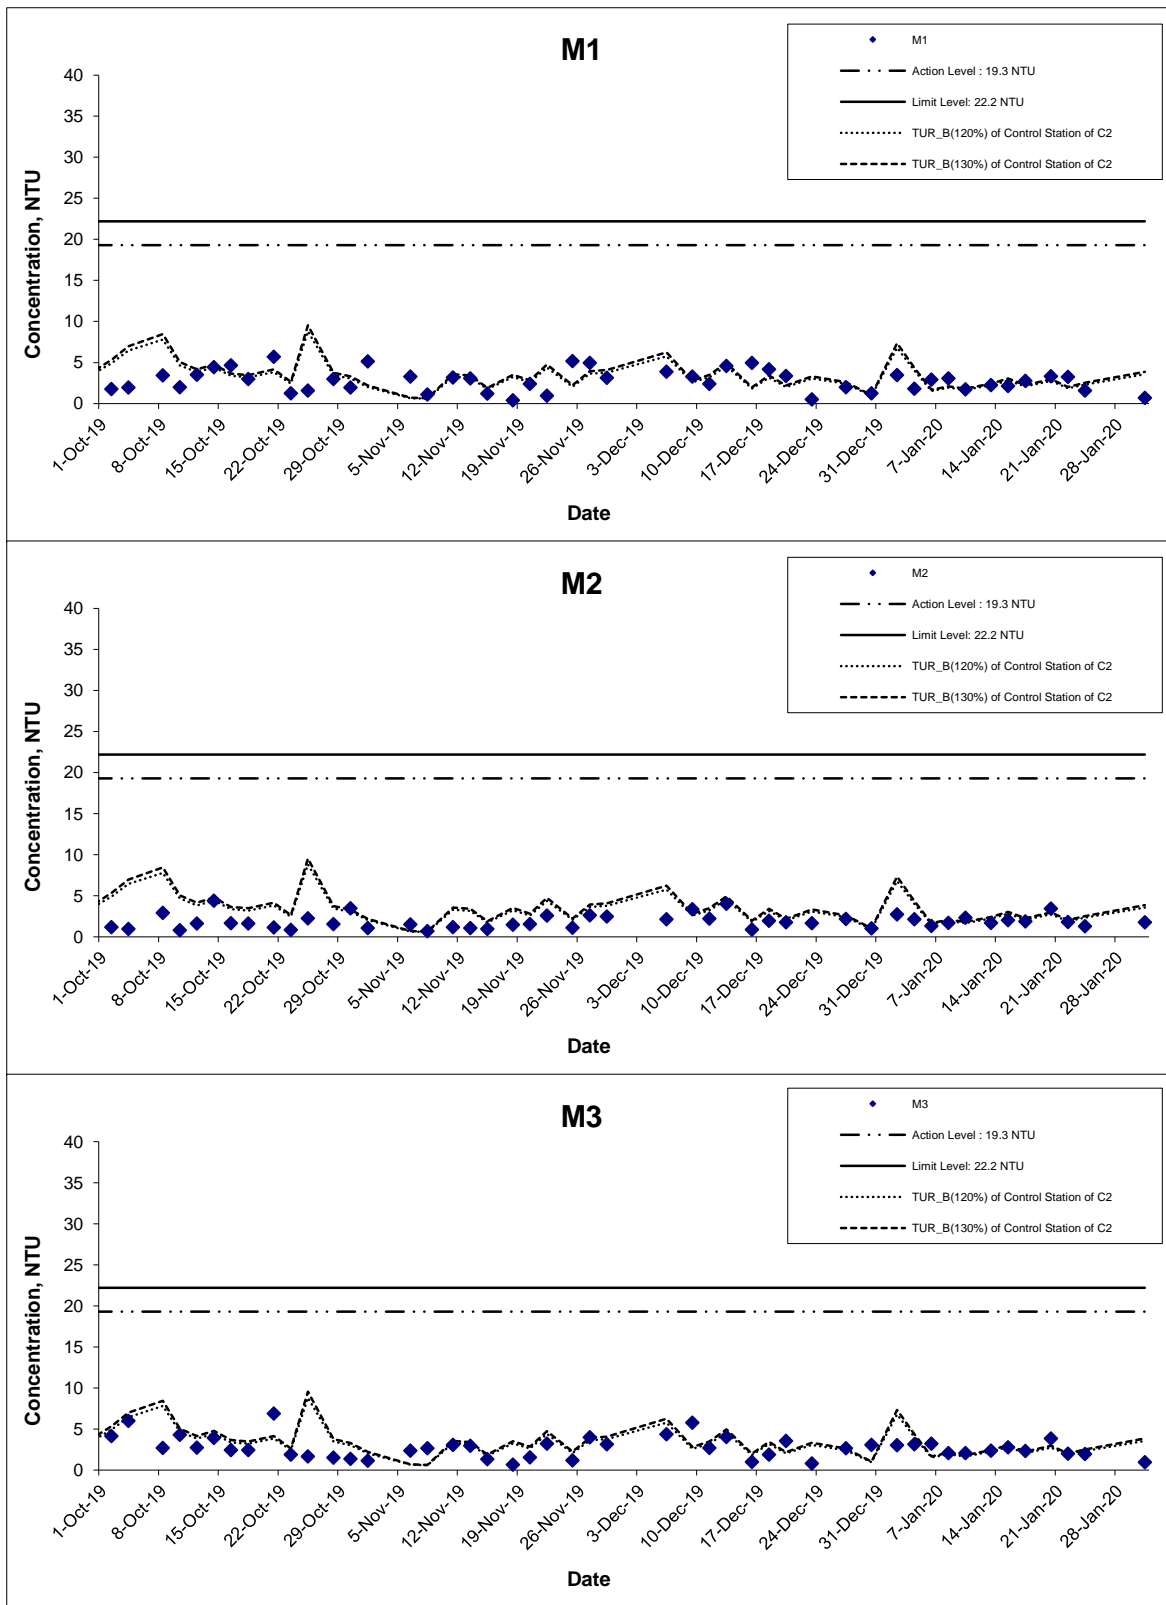 M1
M1
Action Level : 19.3 NTU
Limit Level: 22.2 NTU
TUR_B(120%) of Control Station of C2
TUR_B(130%) of Control Station of C2
Concentration, NTU
40
35
30
25
20
15
10
5
0
1-Oct-19
8-Oct-19
15-Oct-19
22-Oct-19
29-Oct-19
5-Nov-19
12-Nov-19
19-Nov-19
26-Nov-19
3-Dec-19
10-Dec-19
17-Dec-19
24-Dec-19
31-Dec-19
7-Jan-20
14-Jan-20
21-Jan-20
28-Jan-20
Date
M2
M2
Action Level : 19.3 NTU
Limit Level: 22.2 NTU
TUR_B(120%) of Control Station of C2
TUR_B(130%) of Control Station of C2
Concentration, NTU
40
35
30
25
20
15
10
5
0
1-Oct-19
8-Oct-19
15-Oct-19
22-Oct-19
29-Oct-19
5-Nov-19
12-Nov-19
19-Nov-19
26-Nov-19
3-Dec-19
10-Dec-19
17-Dec-19
24-Dec-19
31-Dec-19
7-Jan-20
14-Jan-20
21-Jan-20
28-Jan-20
Date
M3
M3
Action Level : 19.3 NTU
Limit Level: 22.2 NTU
TUR_B(120%) of Control Station of C2
TUR_B(130%) of Control Station of C2
Concentration, NTU
40
35
30
25
20
15
10
5
0
1-Oct-19
8-Oct-19
15-Oct-19
22-Oct-19
29-Oct-19
5-Nov-19
12-Nov-19
19-Nov-19
26-Nov-19
3-Dec-19
10-Dec-19
17-Dec-19
24-Dec-19
31-Dec-19
7-Jan-20
14-Jan-20
21-Jan-20
28-Jan-20
Date